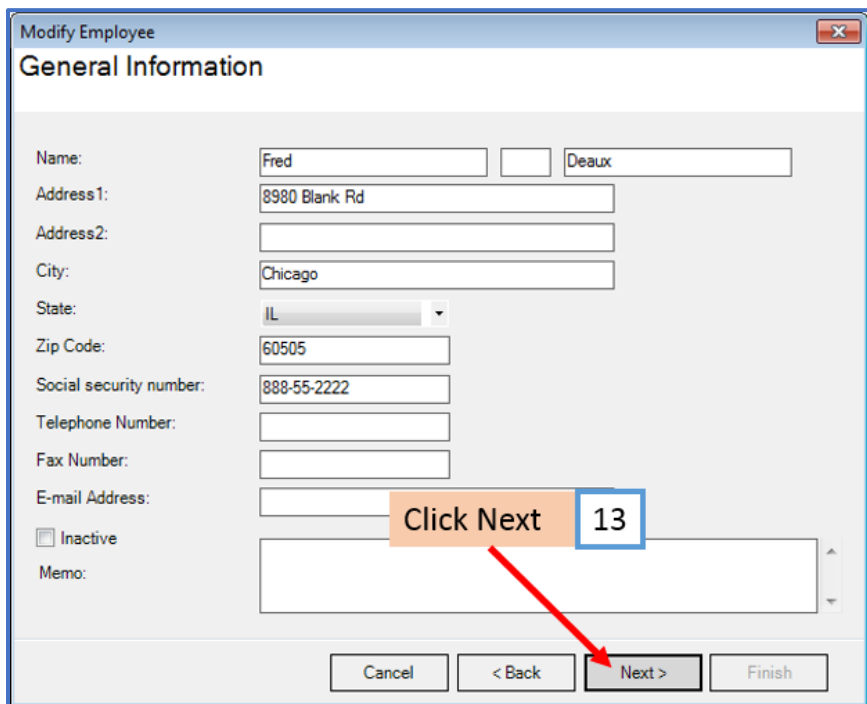 Modify Employee
General Information
Name: Fred Deaux
Address1: 8980 Blank Rd
Address2:
City: Chicago
State: IL
Zip Code: 60505
Social security number: 888-55-2222
Telephone Number:
Fax Number:
E-mail Address:
Click Next 13
Inactive
Memo:
Cancel < Back Next > Finish